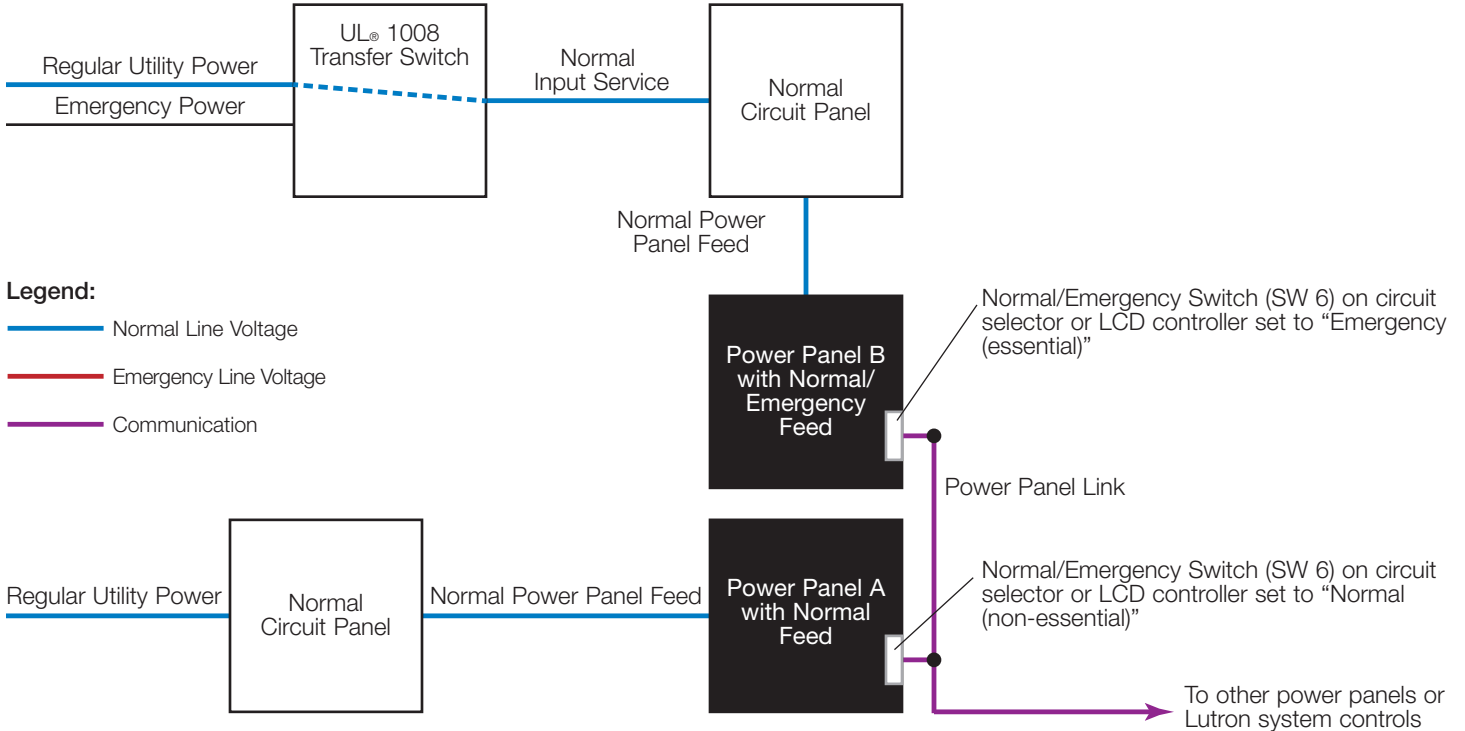 UL® 1008
Transfer Switch
Regular Utility Power
Emergency Power
Normal
Input Service
Normal
Circuit Panel
Normal Power
Panel Feed
Legend:
Normal Line Voltage
Emergency Line Voltage
Communication
Power Panel B
with Normal/
Emergency
Feed
Normal/Emergency Switch (SW 6) on circuit
selector or LCD controller set to “Emergency
(essential)”
Power Panel Link
Regular Utility Power
Normal
Circuit Panel
Normal Power Panel Feed
Power Panel A
with Normal
Feed
Normal/Emergency Switch (SW 6) on circuit
selector or LCD controller set to “Normal
(non-essential)”
To other power panels or
Lutron system controls